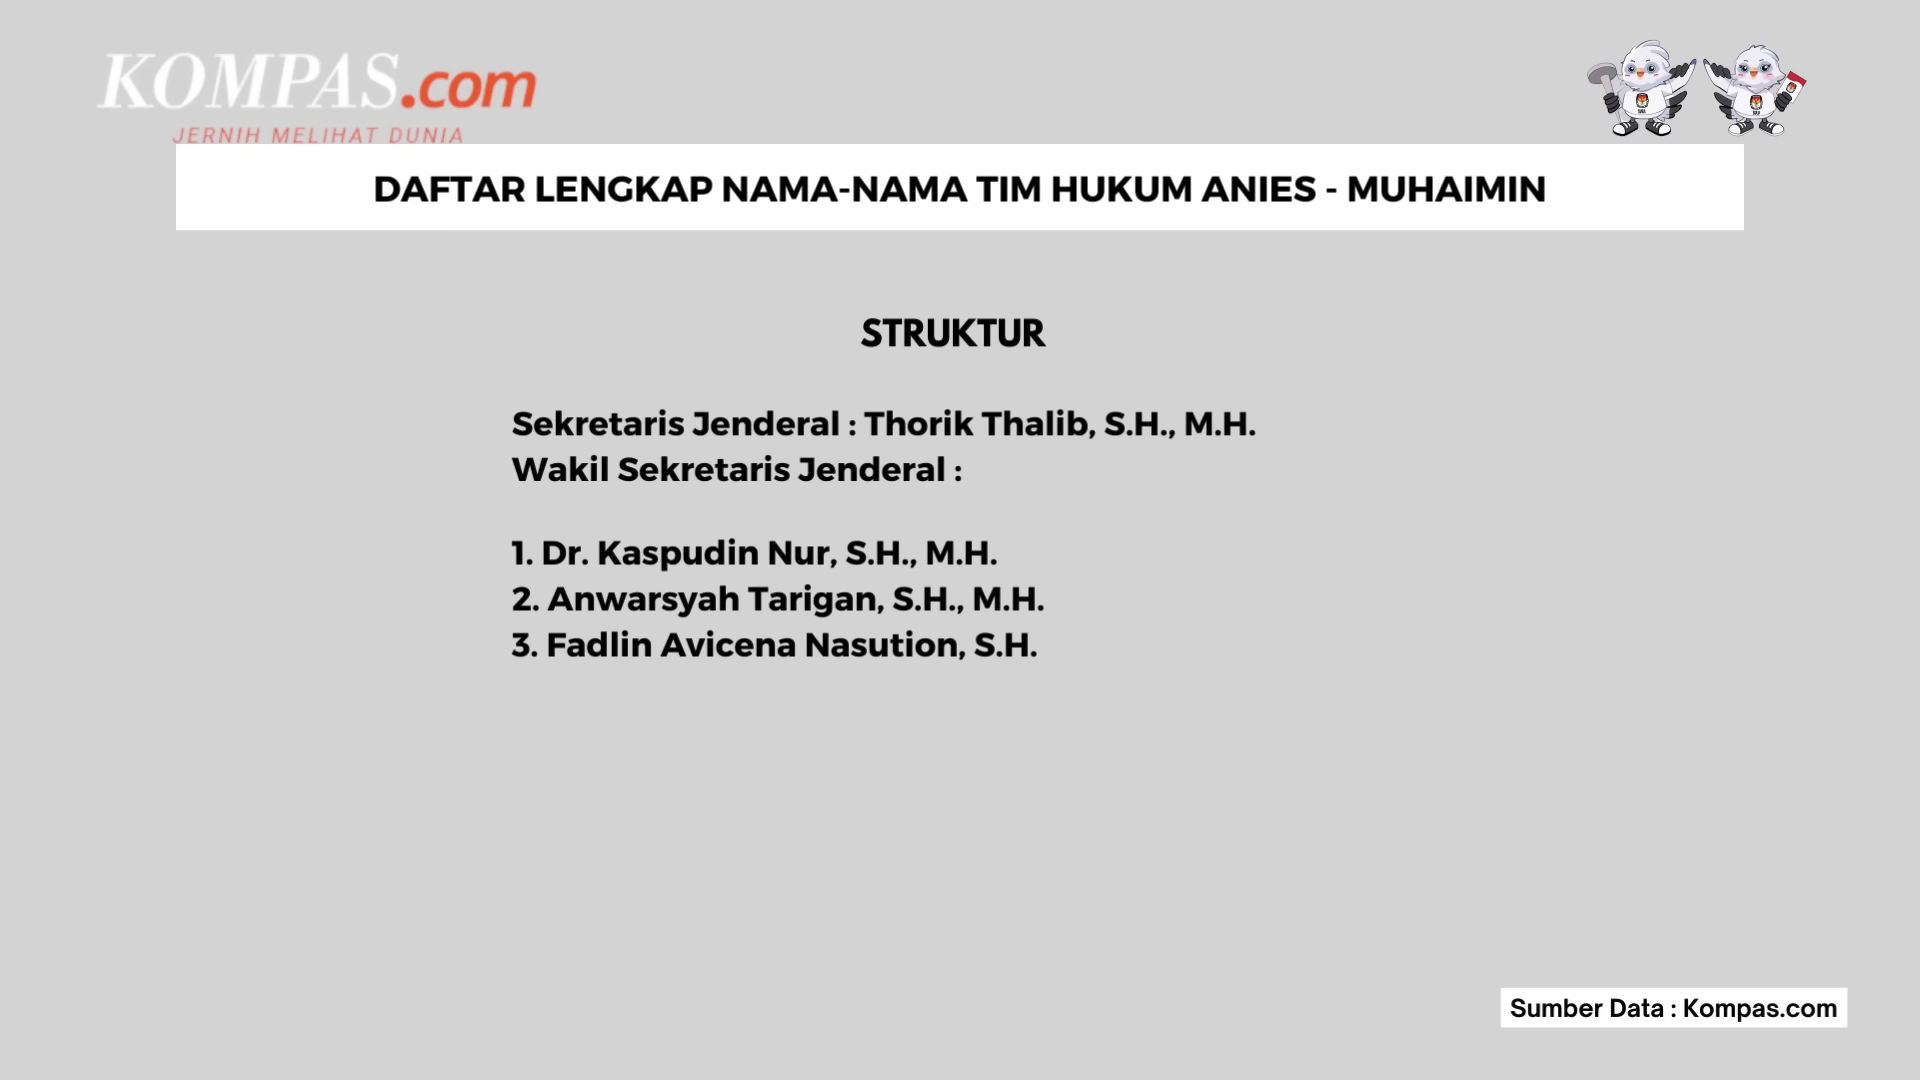 KOMPAS.com
JERNIH MELIHAT DUNIA
DAFTAR LENGKAP NAMA-NAMA TIM HUKUM ANIES - MUHAIMIN
STRUKTUR
Sekretaris Jenderal : Thorik Thalib, S.H., M.H.
Wakil Sekretaris Jenderal :
1. Dr. Kaspudin Nur, S.H., M.H.
2. Anwarsyah Tarigan, S.H., M.H.
3. Fadlin Avicena Nasution, S.H.
Sumber Data : Kompas.com